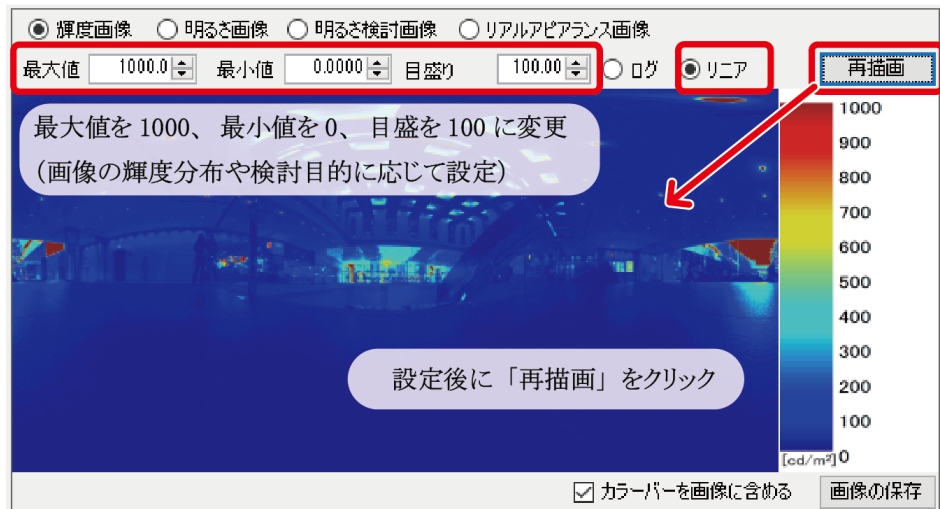 輝度画像 明るさ画像 明るさ検討画像 リアルアピアランス画像
最大値 1000.0 最小値 0.0000 目盛り 100.00 ログ リニア 再描画
最大値を 1000、最小値を 0、目盛を 100 に変更
(画像の輝度分布や検討目的に応じて設定)
1000
900
800
700
600
500
400
300
200
100
[cd/m²] 0
設定後に「再描画」をクリック
カラーバーを画像に含める 画像の保存